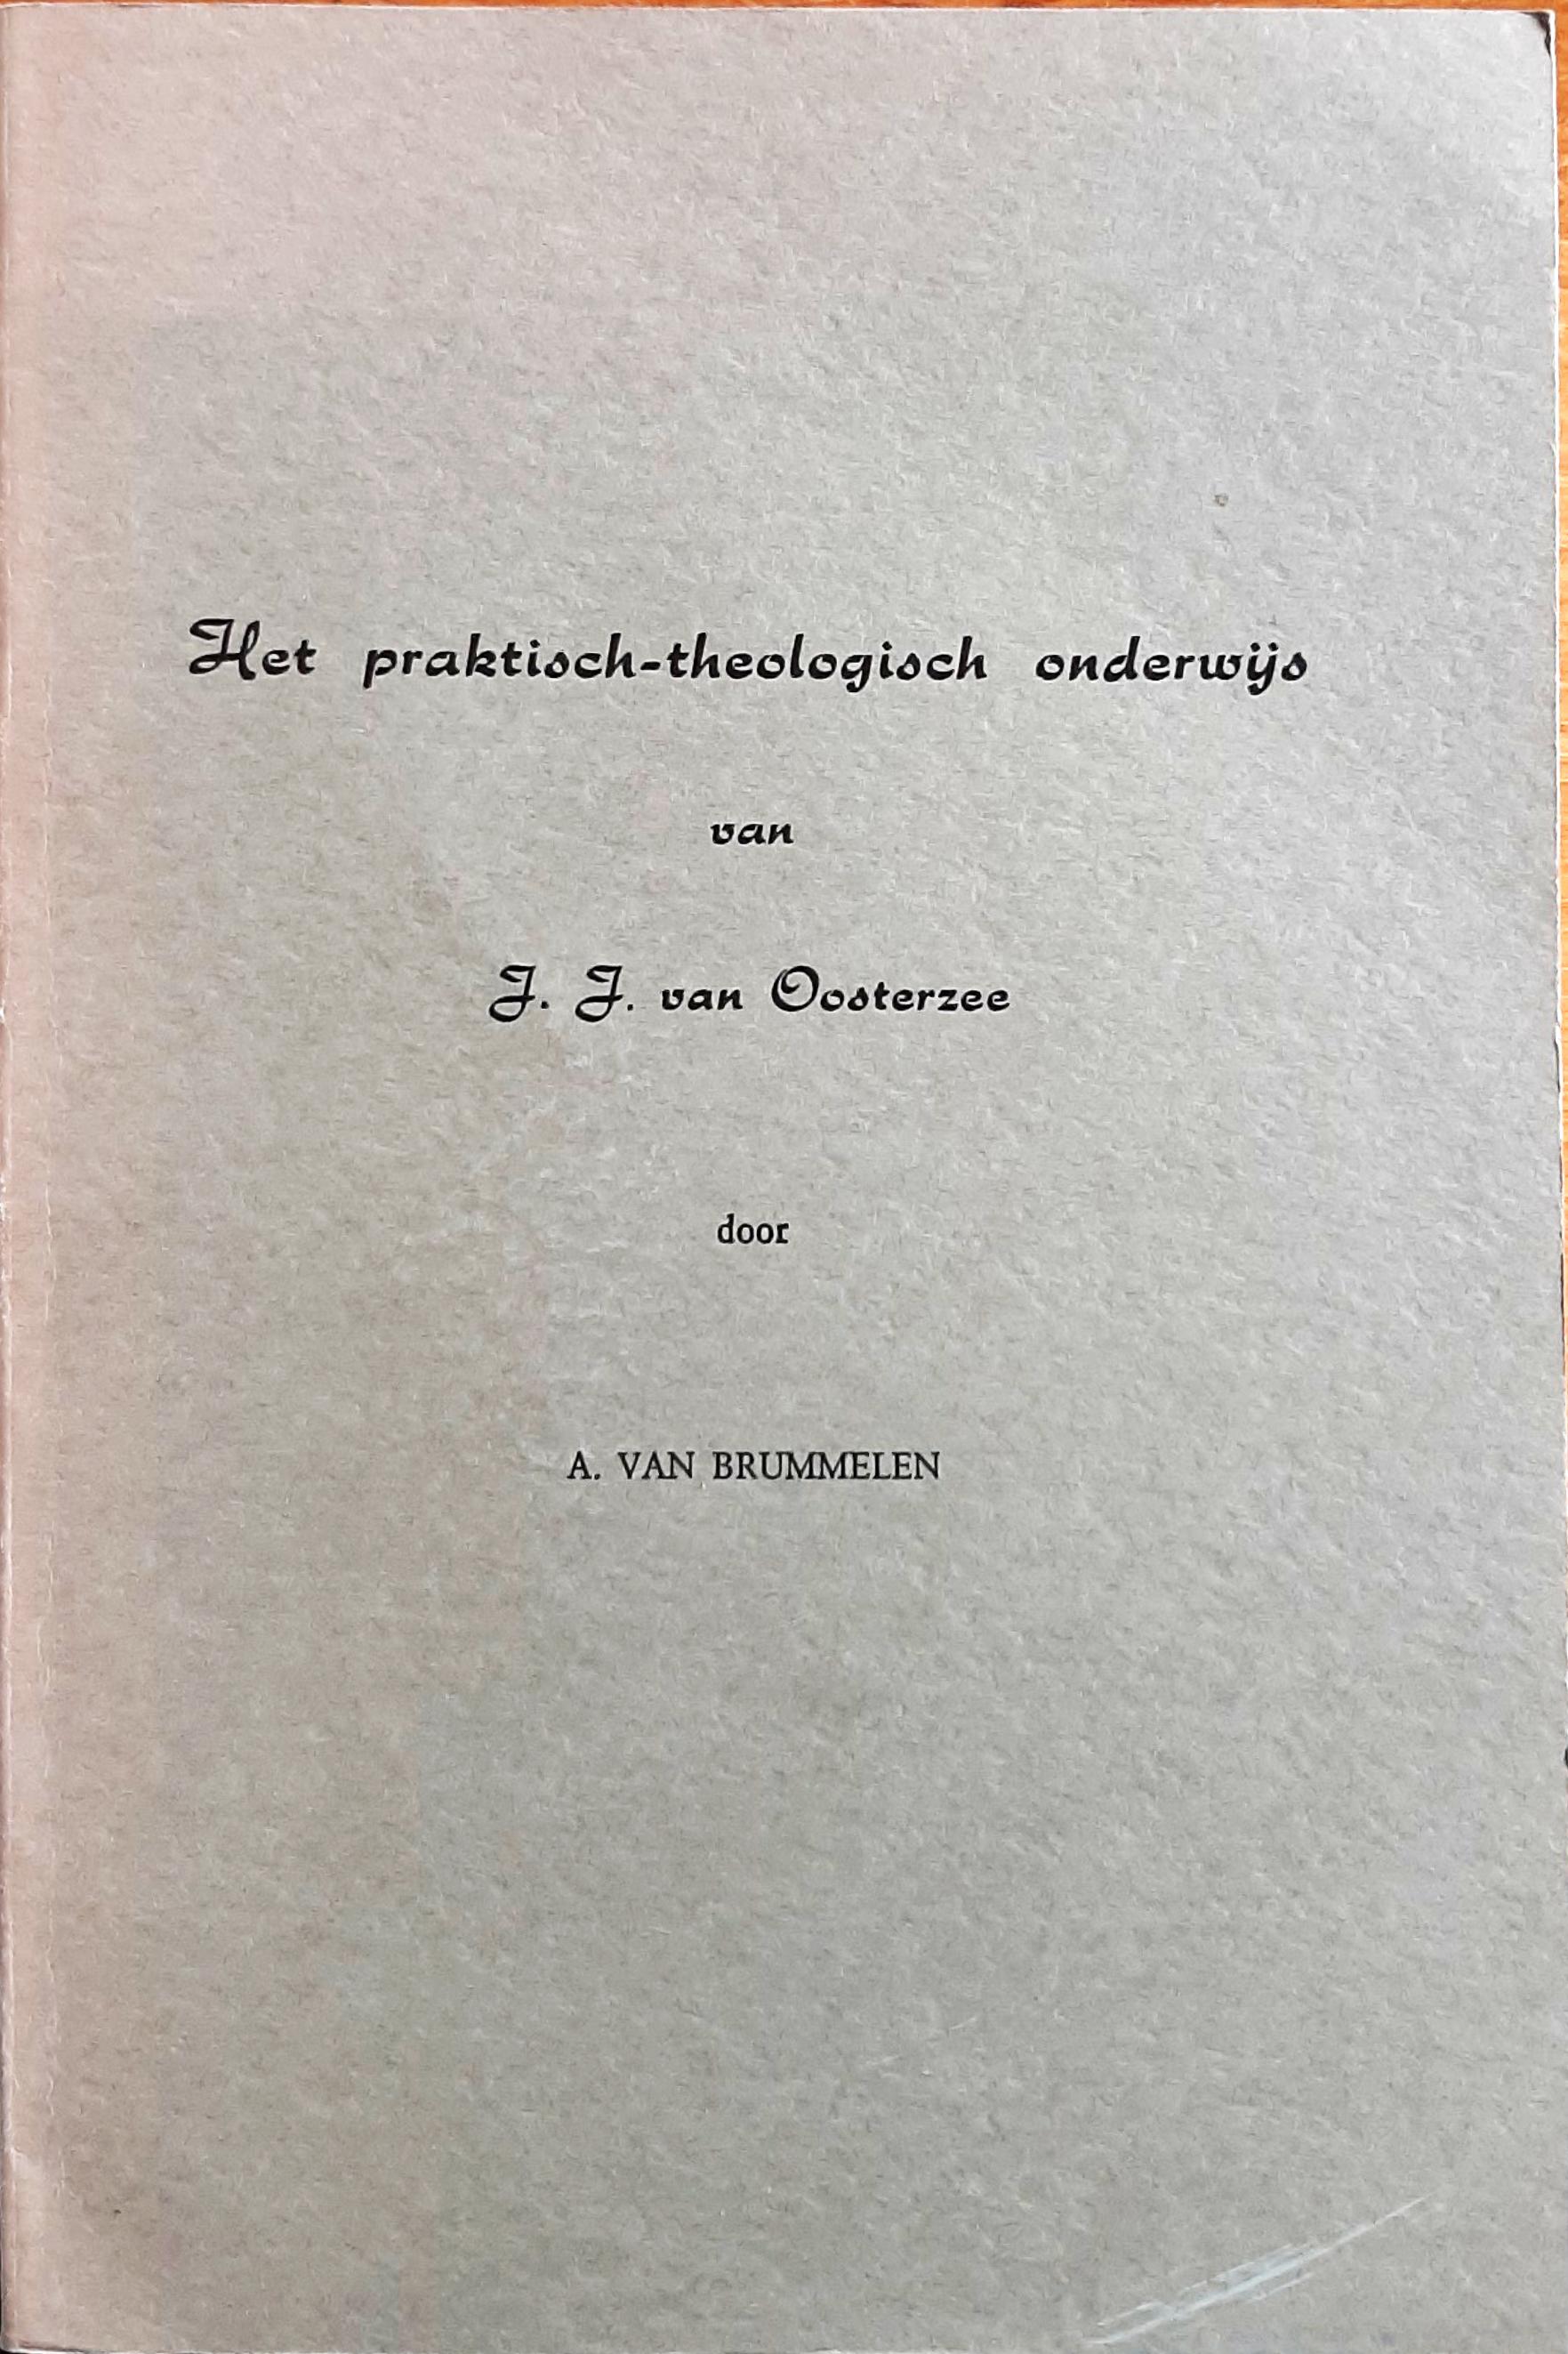 Het praktisch-theologisch onderwijs
van
J. J. van Oosterzee
door
A. VAN BRUMMELEN